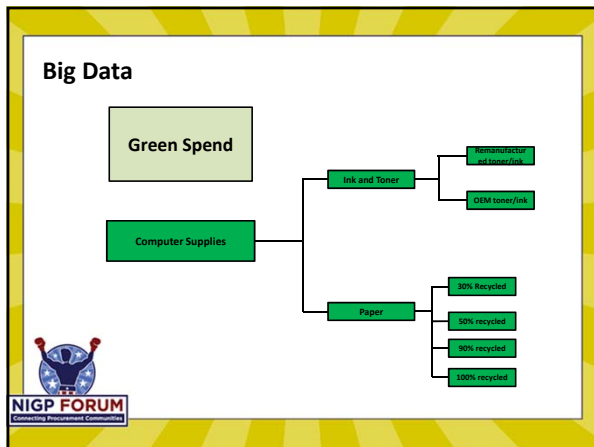 Big Data
Green Spend
Remanufactur
ed toner/ink
Ink and Toner
OEM toner/ink
Computer Supplies
30% Recycled
Paper
50% recycled
90% recycled
100% recycled
NIGP FORUM
Connecting Procurement Communities